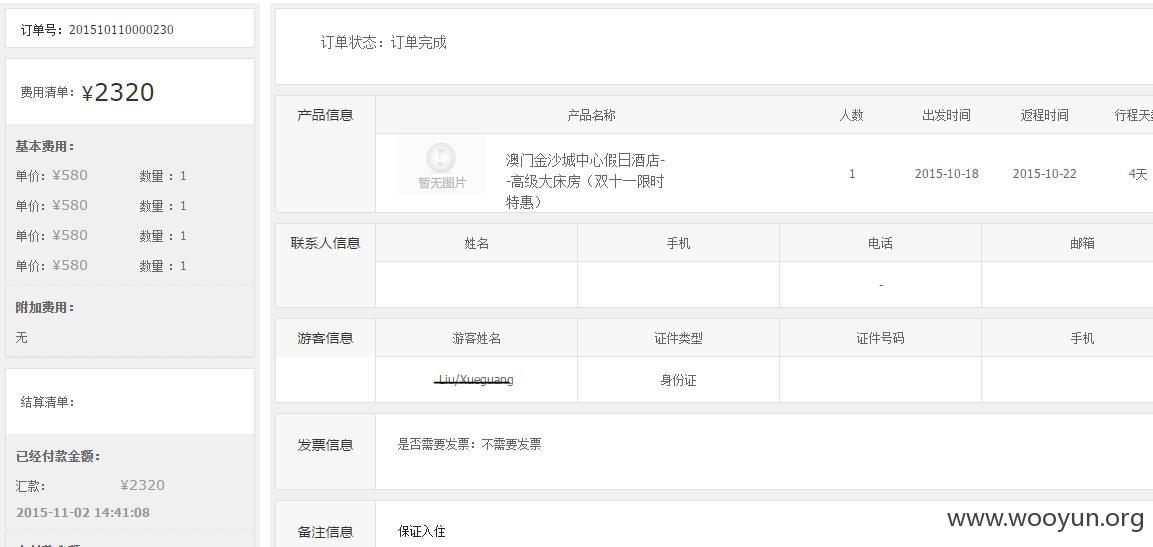 订单号：201510110000230
费用清单：¥2320
基本费用：
单价：¥580 数量：1
单价：¥580 数量：1
单价：¥580 数量：1
单价：¥580 数量：1
附加费用：
无
结算清单：
已经付款金额：
汇款： ¥2320
2015-11-02 14:41:08
订单状态：订单完成
产品信息 产品名称 人数 出发时间 返程时间 行程天
暂无图片
澳门金沙城中心假日酒店-
-高级大床房（双十一限时
特惠）
1 2015-10-18 2015-10-22 4天
联系人信息 姓名 手机 电话 邮箱
-
游客信息 游客姓名 证件类型 证件号码 手机
Liu/Xueguang 身份证
发票信息 是否需要发票：不需要发票
备注信息 保证入住
www.wooyun.org